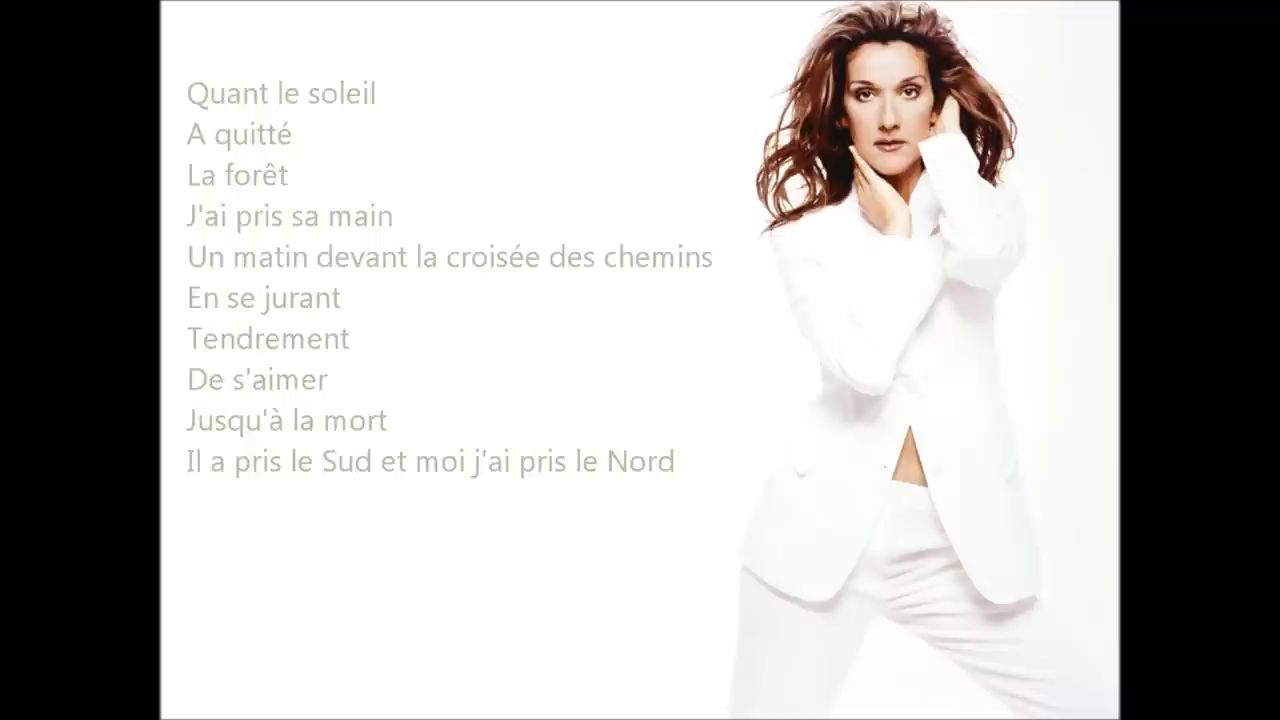 Quant le soleil
A quitté
La forêt
J'ai pris sa main
Un matin devant la croisée des chemins
En se jurant
Tendrement
De s'aimer
Jusqu'à la mort
Il a pris le Sud et moi j'ai pris le Nord